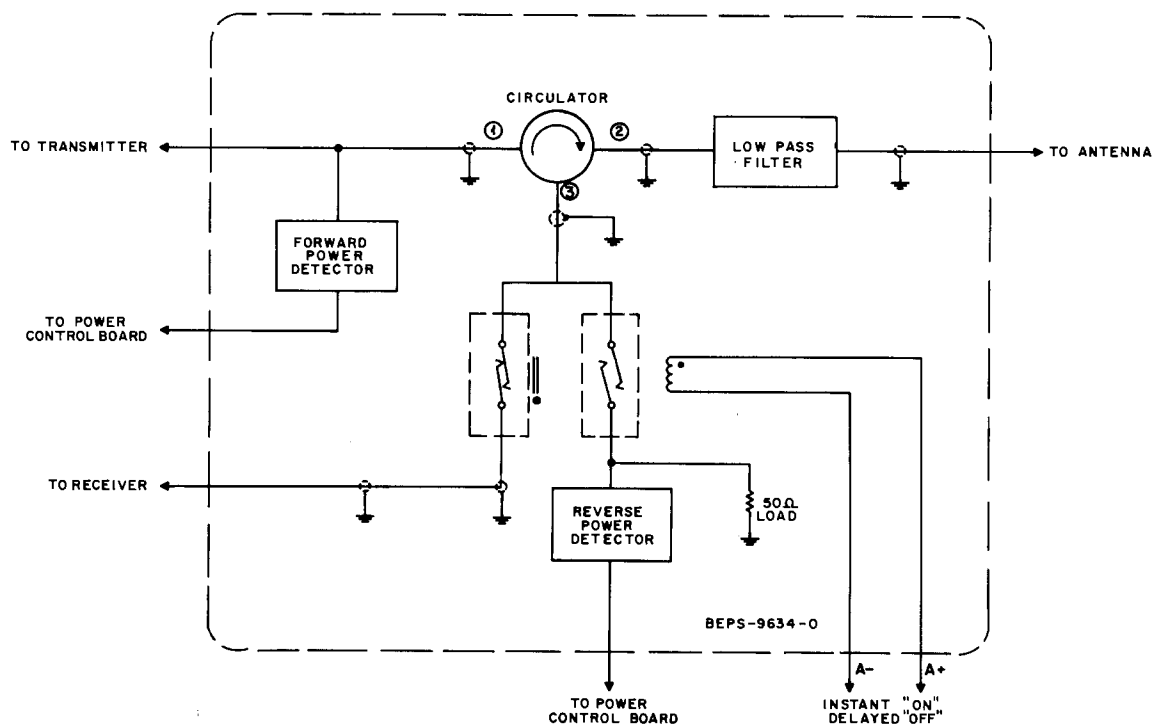 CIRCULATOR
①
②
③
TO TRANSMITTER
LOW PASS
FILTER
TO ANTENNA
FORWARD
POWER
DETECTOR
TO POWER
CONTROL BOARD
TO RECEIVER
REVERSE
POWER
DETECTOR
50Ω
LOAD
BEPS-9634-0
A-
A+
TO POWER
CONTROL BOARD
INSTANT "ON"
DELAYED "OFF"